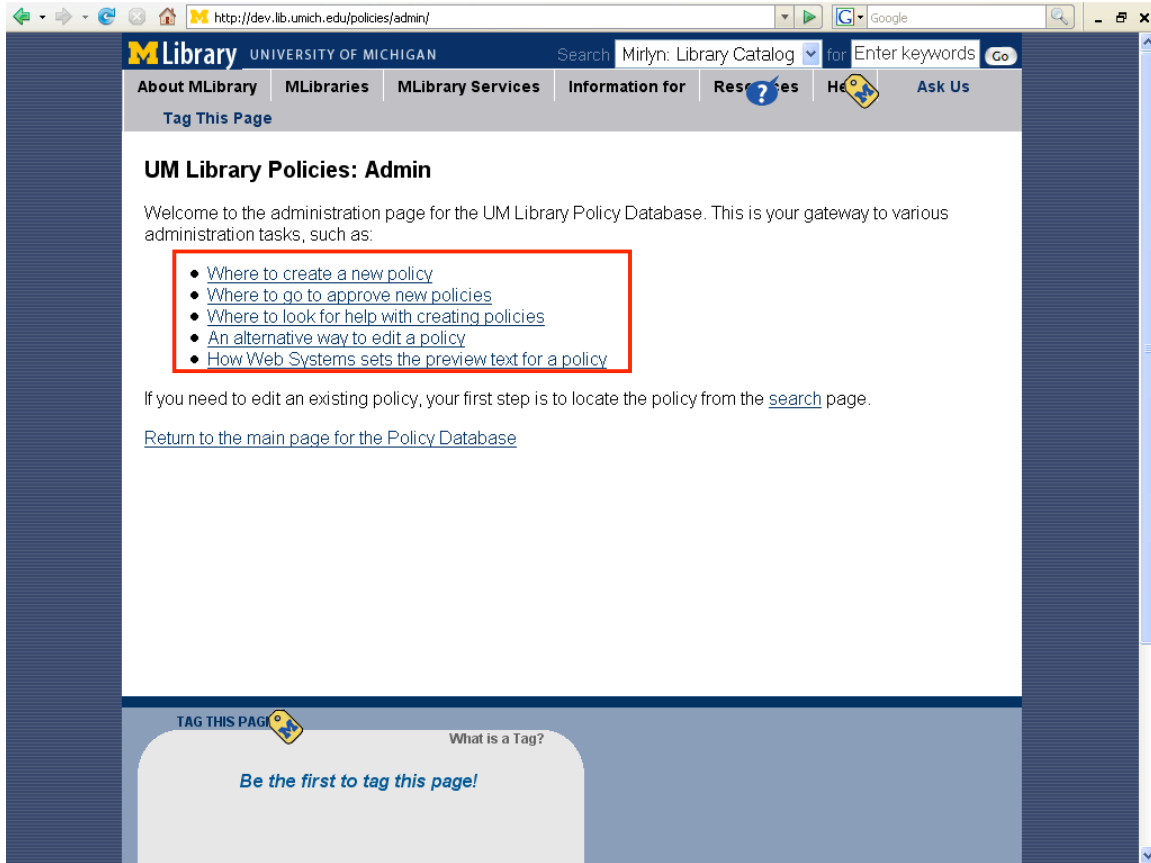 http://dev.lib.umich.edu/policies/admin/
G Google
MLibrary UNIVERSITY OF MICHIGAN Search Mirlyn: Library Catalog for Enter keywords Go
About MLibrary MLibraries MLibrary Services Information for ? M Ask Us
Tag This Page
UM Library Policies: Admin
Welcome to the administration page for the UM Library Policy Database. This is your gateway to various
administration tasks, such as:
• Where to create a new policy
• Where to go to approve new policies
• Where to look for help with creating policies
• An alternative way to edit a policy
• How Web Systems sets the preview text for a policy
If you need to edit an existing policy, your first step is to locate the policy from the search page.
Return to the main page for the Policy Database
TAG THIS PAGE M
What is a Tag?
Be the first to tag this page!